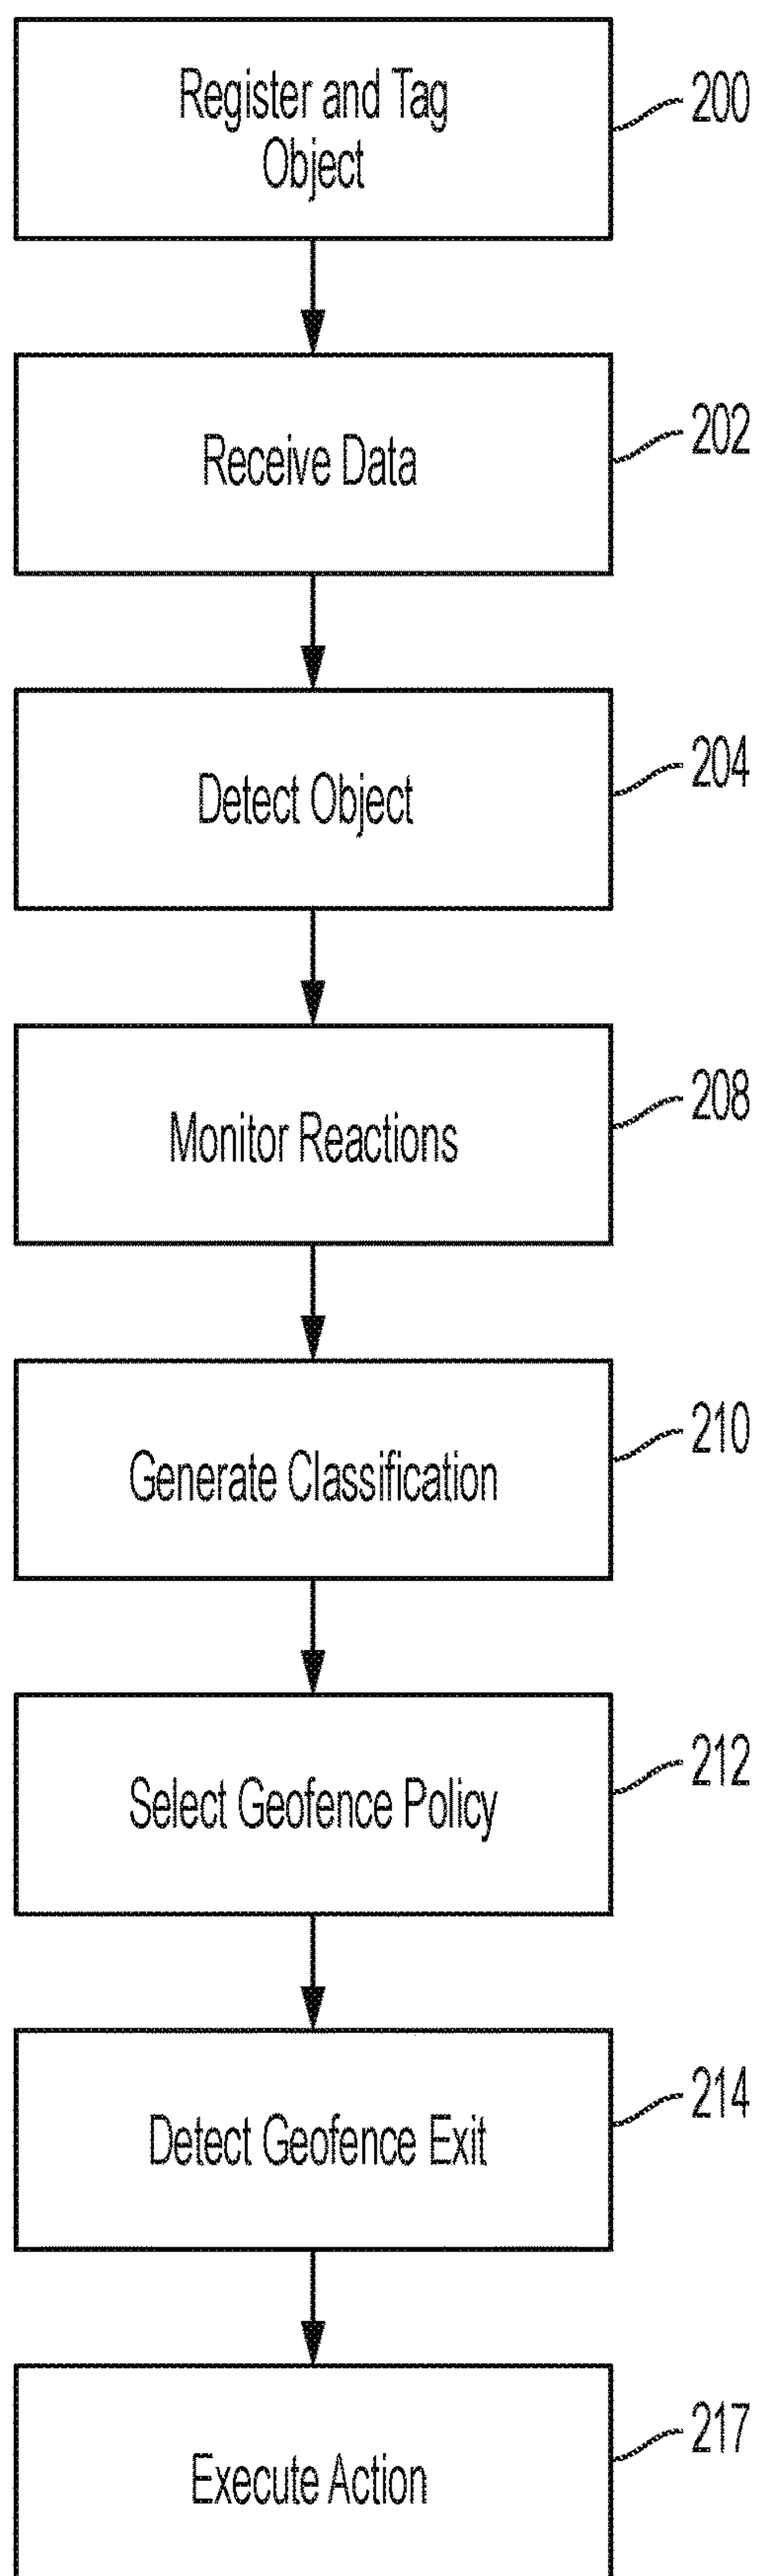 Register and Tag
Object
200
Receive Data
202
Detect Object
204
Monitor Reactions
208
Generate Classification
210
Select Geofence Policy
212
Detect Geofence Exit
214
Execute Action
217